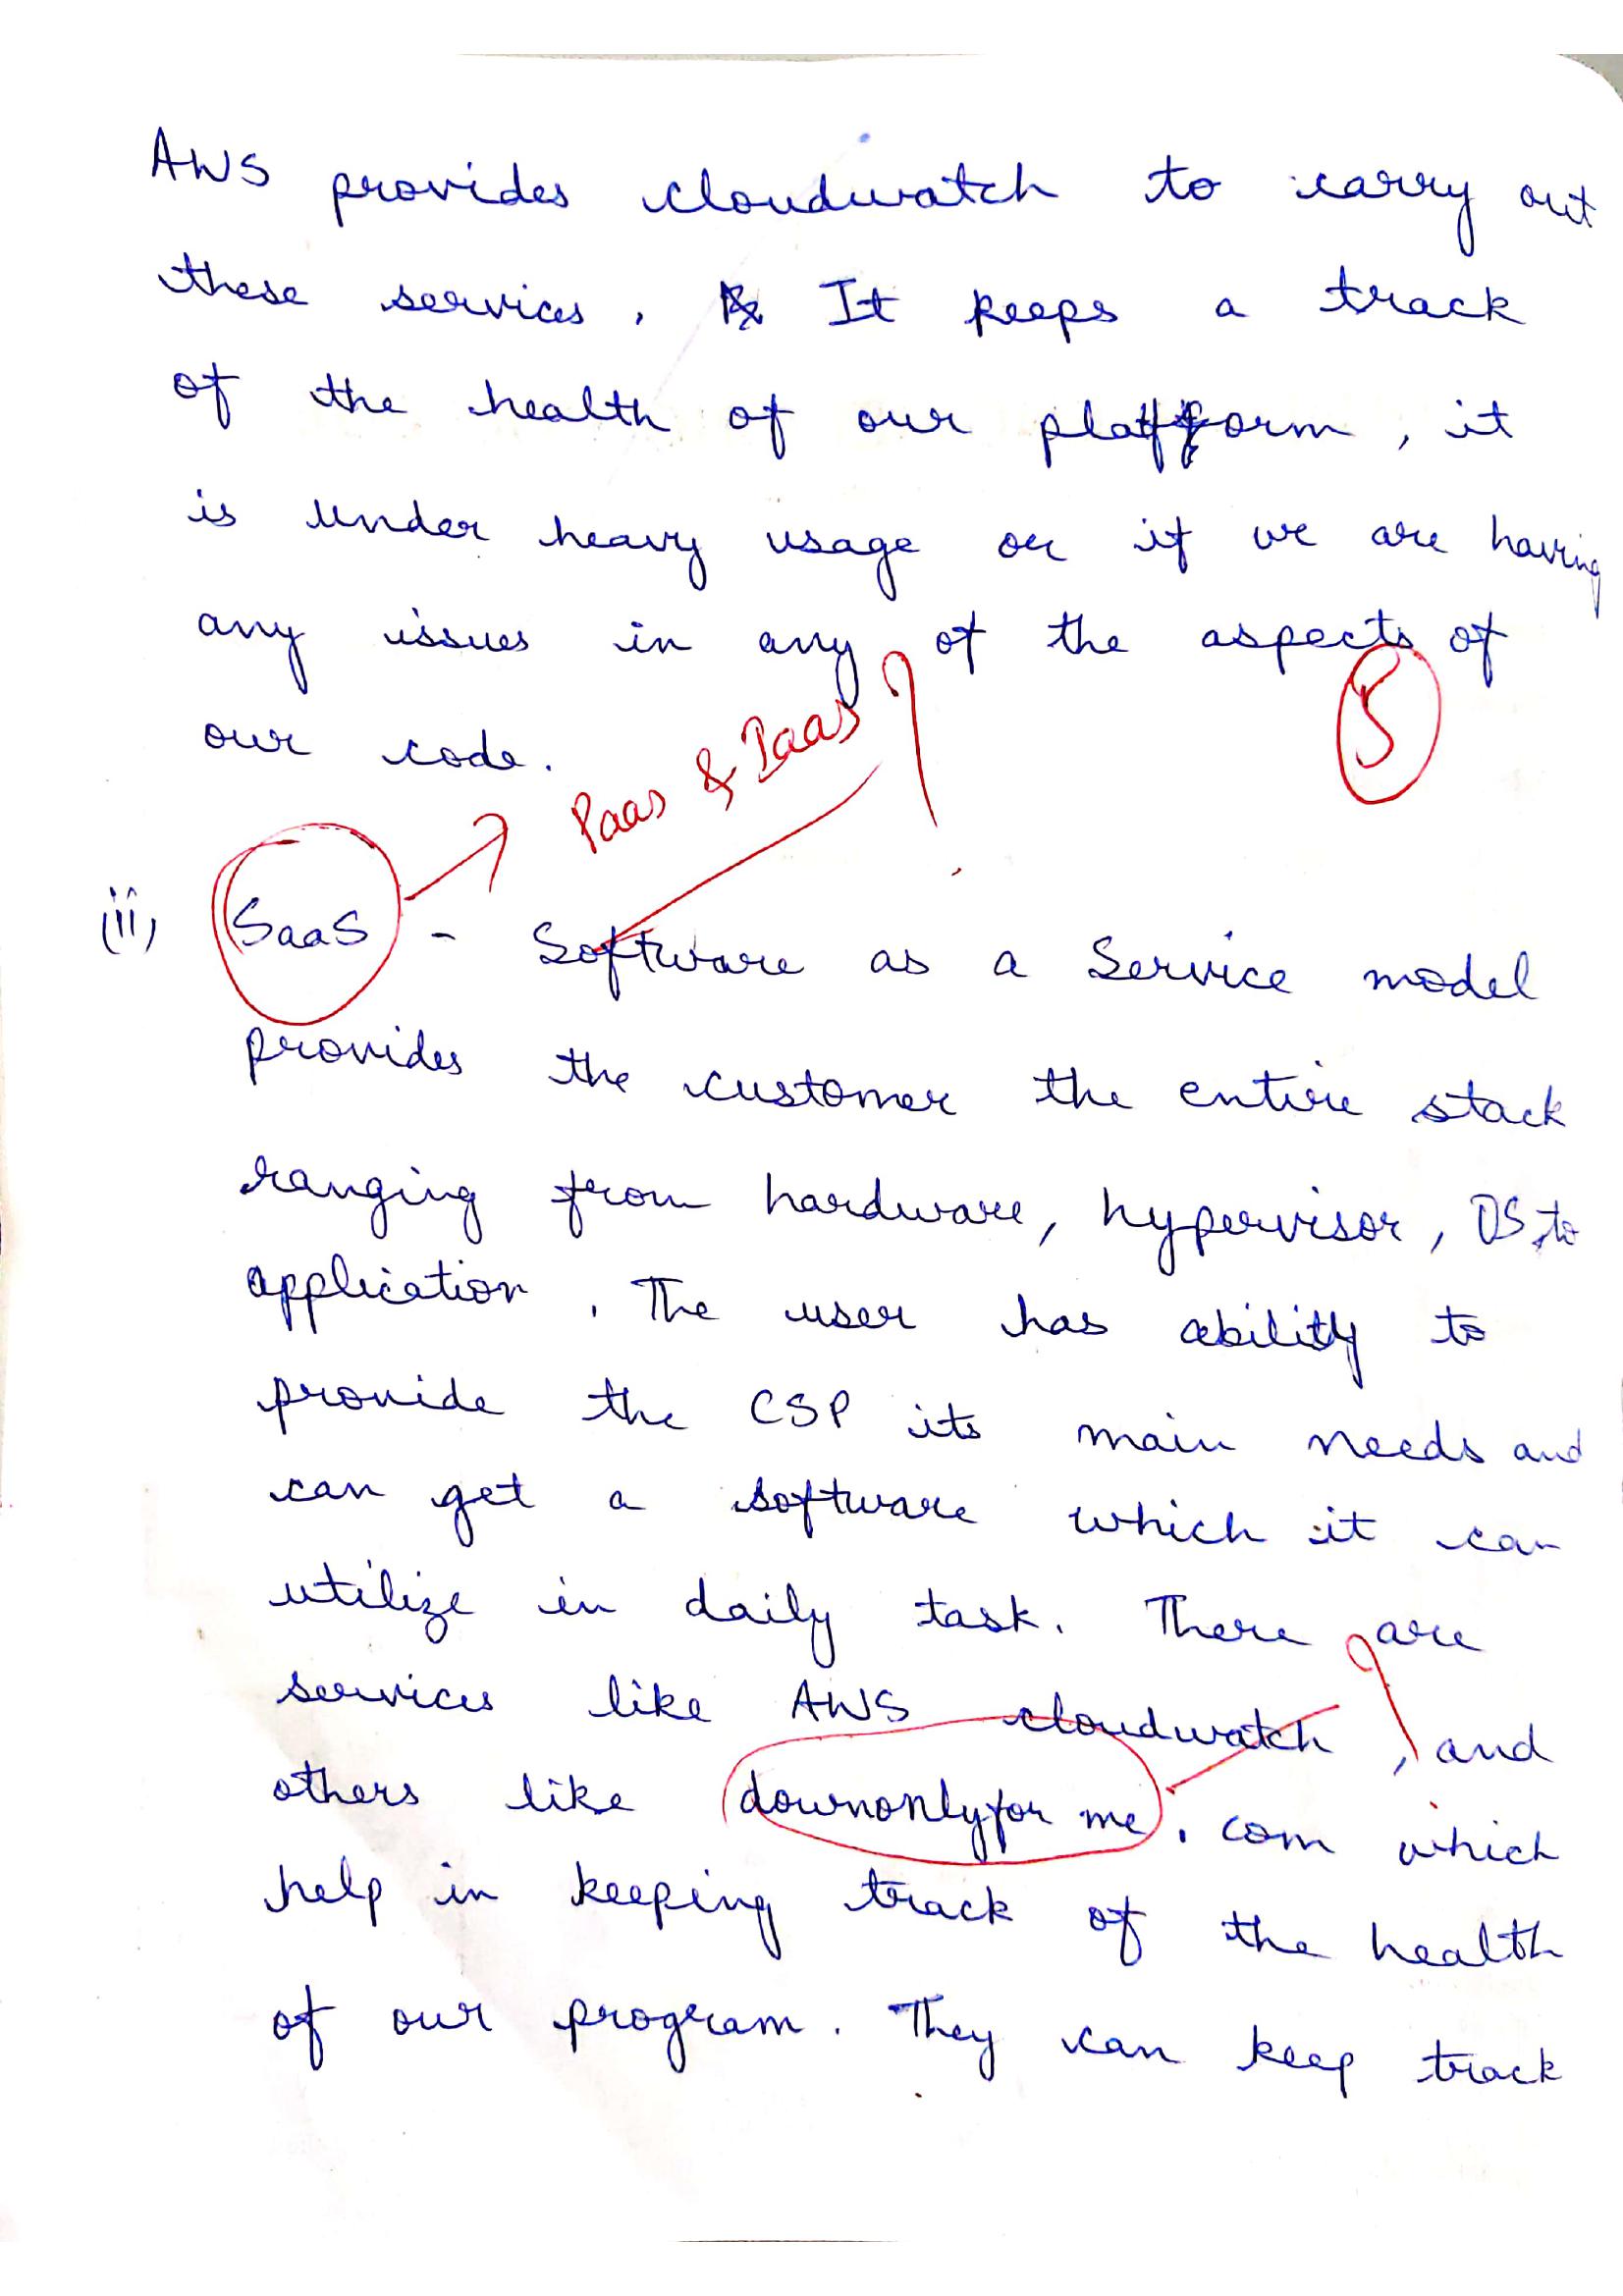 AWS provides cloudwatch to carry out
these services. It keeps a track
of the health of our platform, it
is under heavy usage or if we are having
any issues in any of the aspects of
5
our code.
Paas & Iaas
(ii) SaaS - Software as a Service model
provides the customer the entire stack
ranging from hardware, hypervisor, OS, to
application. The user has ability to
provide the CSP its main needs and
can get a software which it can
utilize in daily task. There are
services like AWS cloudwatch, and
others like downonlyfor me. com which
help in keeping track of the health
of our program. They can keep track